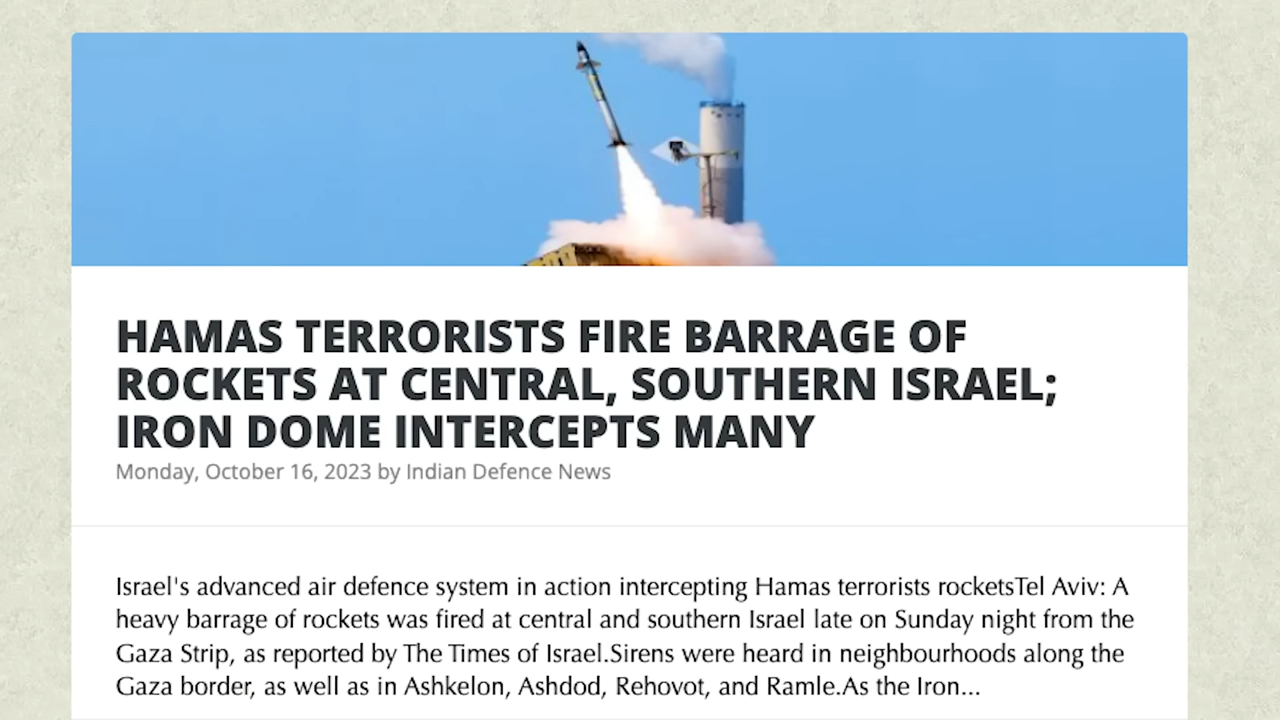 HAMAS TERRORISTS FIRE BARRAGE OF
ROCKETS AT CENTRAL, SOUTHERN ISRAEL;
IRON DOME INTERCEPTS MANY
Monday, October 16, 2023 by Indian Defence News
Israel's advanced air defence system in action intercepting Hamas terrorists rocketsTel Aviv: A
heavy barrage of rockets was fired at central and southern Israel late on Sunday night from the
Gaza Strip, as reported by The Times of Israel.Sirens were heard in neighbourhoods along the
Gaza border, as well as in Ashkelon, Ashdod, Rehovot, and Ramle.As the Iron...